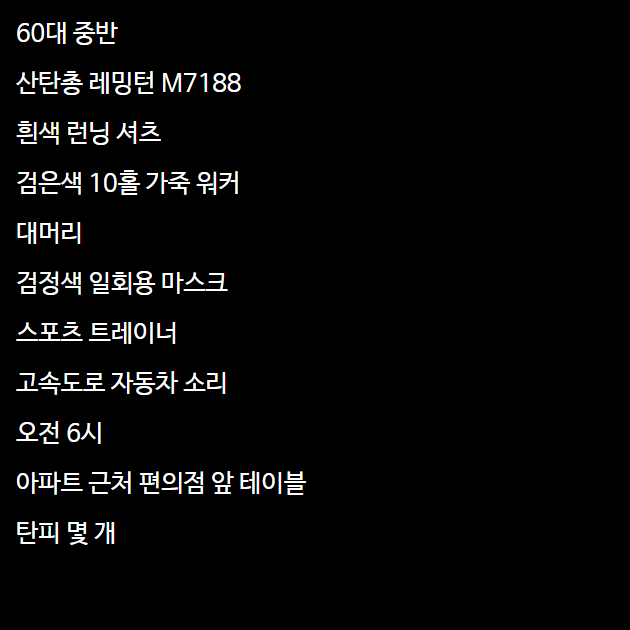 60대 중반
산탄총 레밍턴 M7188
흰색 런닝 셔츠
검은색 10홀 가죽 워커
대머리
검정색 일회용 마스크
스포츠 트레이너
고속도로 자동차 소리
오전 6시
아파트 근처 편의점 앞 테이블
탄피 몇 개